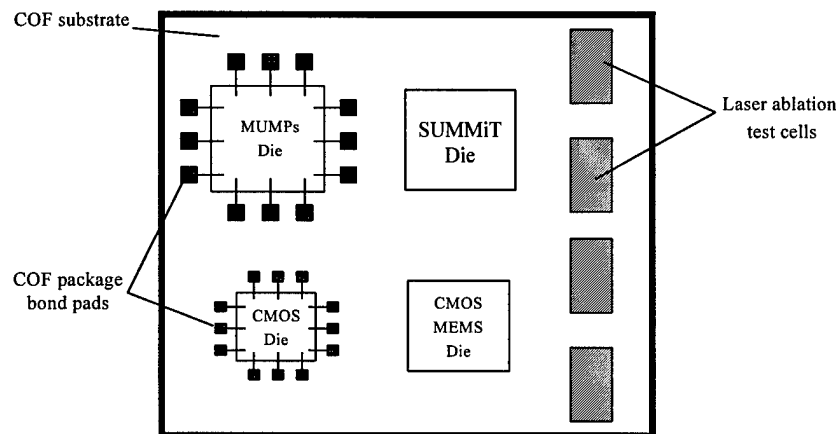 COF substrate
MUMPs
Die
SUMMiT
Die
Laser ablation
test cells
COF package
bond pads
CMOS
Die
CMOS
MEMS
Die